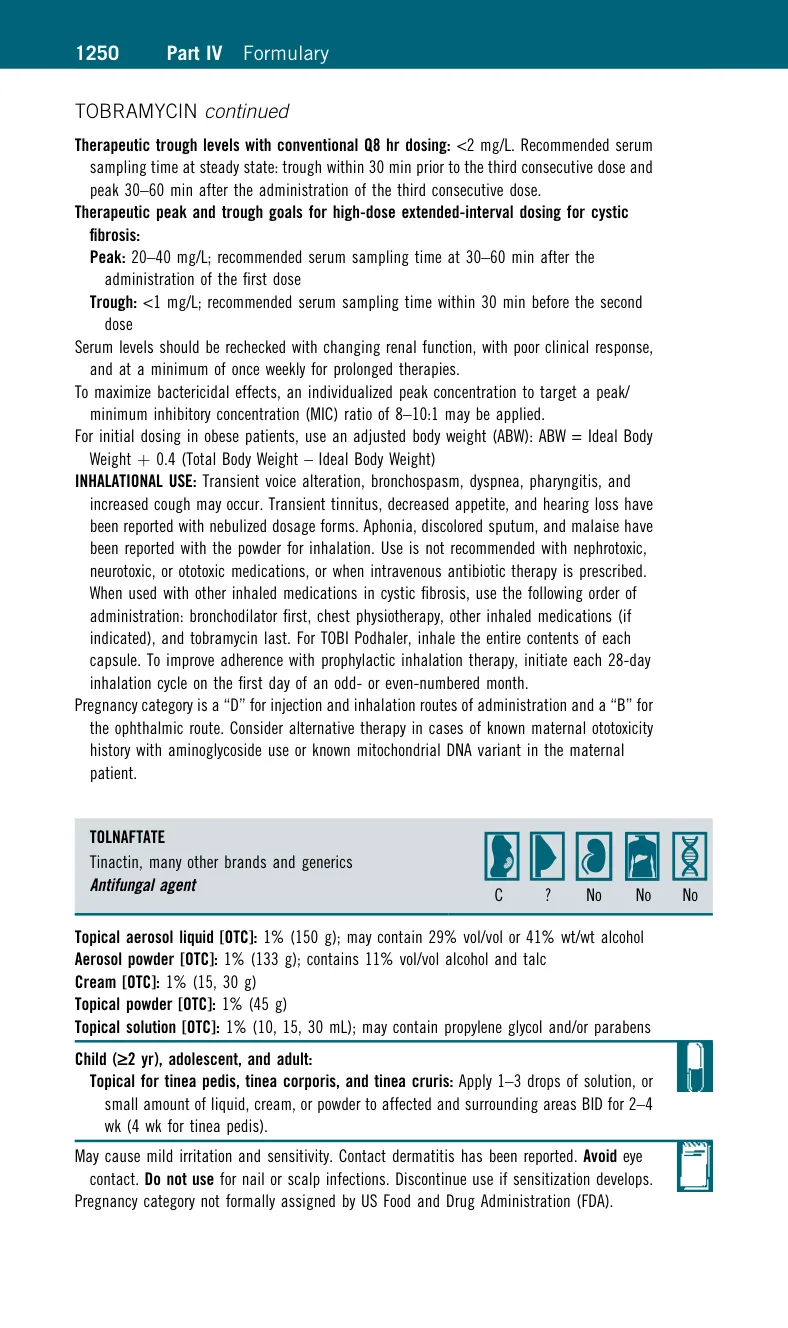 1250 Part IV Formulary
TOBRAMYCIN continued
Therapeutic trough levels with conventional Q8 hr dosing: <2 mg/L. Recommended serum
sampling time at steady state: trough within 30 min prior to the third consecutive dose and
peak 30–60 min after the administration of the third consecutive dose.
Therapeutic peak and trough goals for high-dose extended-interval dosing for cystic
fibrosis:
Peak: 20–40 mg/L; recommended serum sampling time at 30–60 min after the
administration of the first dose
Trough: <1 mg/L; recommended serum sampling time within 30 min before the second
dose
Serum levels should be rechecked with changing renal function, with poor clinical response,
and at a minimum of once weekly for prolonged therapies.
To maximize bactericidal effects, an individualized peak concentration to target a peak/
minimum inhibitory concentration (MIC) ratio of 8–10:1 may be applied.
For initial dosing in obese patients, use an adjusted body weight (ABW): ABW = Ideal Body
Weight + 0.4 (Total Body Weight – Ideal Body Weight)
INHALATIONAL USE: Transient voice alteration, bronchospasm, dyspnea, pharyngitis, and
increased cough may occur. Transient tinnitus, decreased appetite, and hearing loss have
been reported with nebulized dosage forms. Aphonia, discolored sputum, and malaise have
been reported with the powder for inhalation. Use is not recommended with nephrotoxic,
neurotoxic, or ototoxic medications, or when intravenous antibiotic therapy is prescribed.
When used with other inhaled medications in cystic fibrosis, use the following order of
administration: bronchodilator first, chest physiotherapy, other inhaled medications (if
indicated), and tobramycin last. For TOBI Podhaler, inhale the entire contents of each
capsule. To improve adherence with prophylactic inhalation therapy, initiate each 28-day
inhalation cycle on the first day of an odd- or even-numbered month.
Pregnancy category is a “D” for injection and inhalation routes of administration and a “B” for
the ophthalmic route. Consider alternative therapy in cases of known maternal ototoxicity
history with aminoglycoside use or known mitochondrial DNA variant in the maternal
patient.
TOLNAFTATE
Tinactin, many other brands and generics
Antifungal agent
C ? No No No
Topical aerosol liquid [OTC]: 1% (150 g); may contain 29% vol/vol or 41% wt/wt alcohol
Aerosol powder [OTC]: 1% (133 g); contains 11% vol/vol alcohol and talc
Cream [OTC]: 1% (15, 30 g)
Topical powder [OTC]: 1% (45 g)
Topical solution [OTC]: 1% (10, 15, 30 mL); may contain propylene glycol and/or parabens
Child (≥2 yr), adolescent, and adult:
Topical for tinea pedis, tinea corporis, and tinea cruris: Apply 1–3 drops of solution, or
small amount of liquid, cream, or powder to affected and surrounding areas BID for 2–4
wk (4 wk for tinea pedis).
May cause mild irritation and sensitivity. Contact dermatitis has been reported. Avoid eye
contact. Do not use for nail or scalp infections. Discontinue use if sensitization develops.
Pregnancy category not formally assigned by US Food and Drug Administration (FDA).